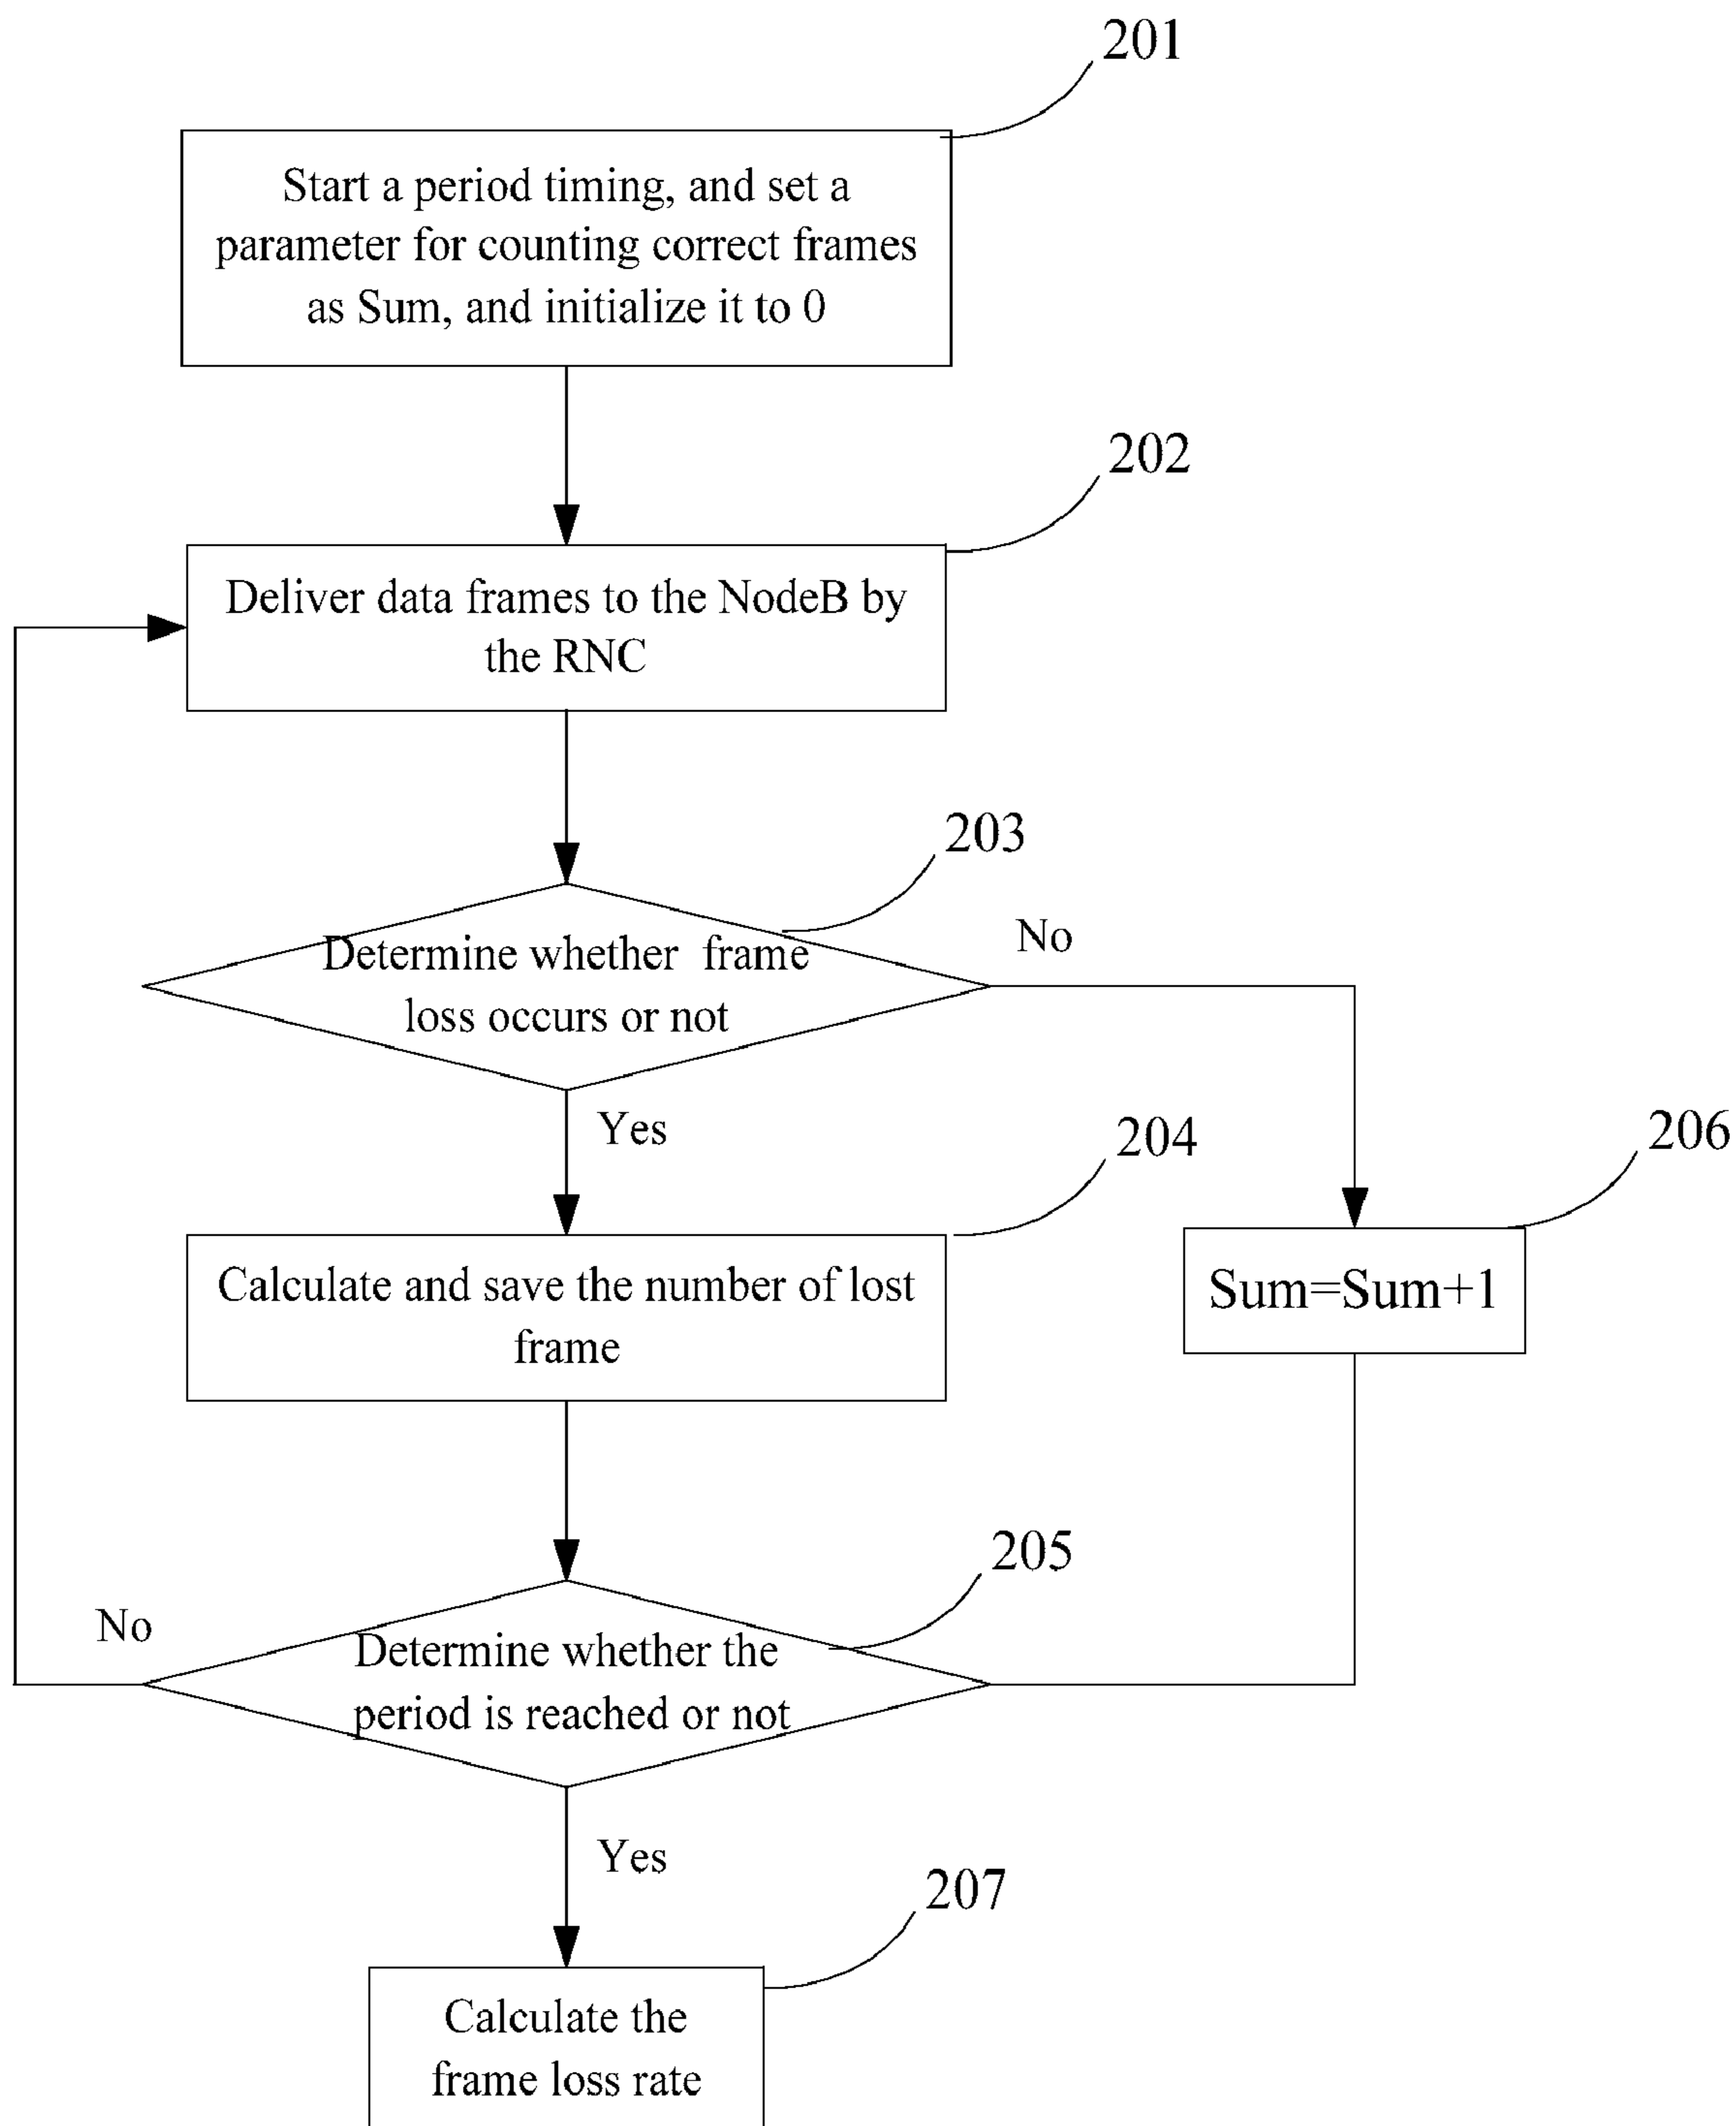 201
Start a period timing, and set a
parameter for counting correct frames
as Sum, and initialize it to 0
202
Deliver data frames to the NodeB by
the RNC
203
Determine whether frame
loss occurs or not
No
Yes
204
206
Calculate and save the number of lost
frame
Sum=Sum+1
205
No
Determine whether the
period is reached or not
Yes
207
Calculate the
frame loss rate